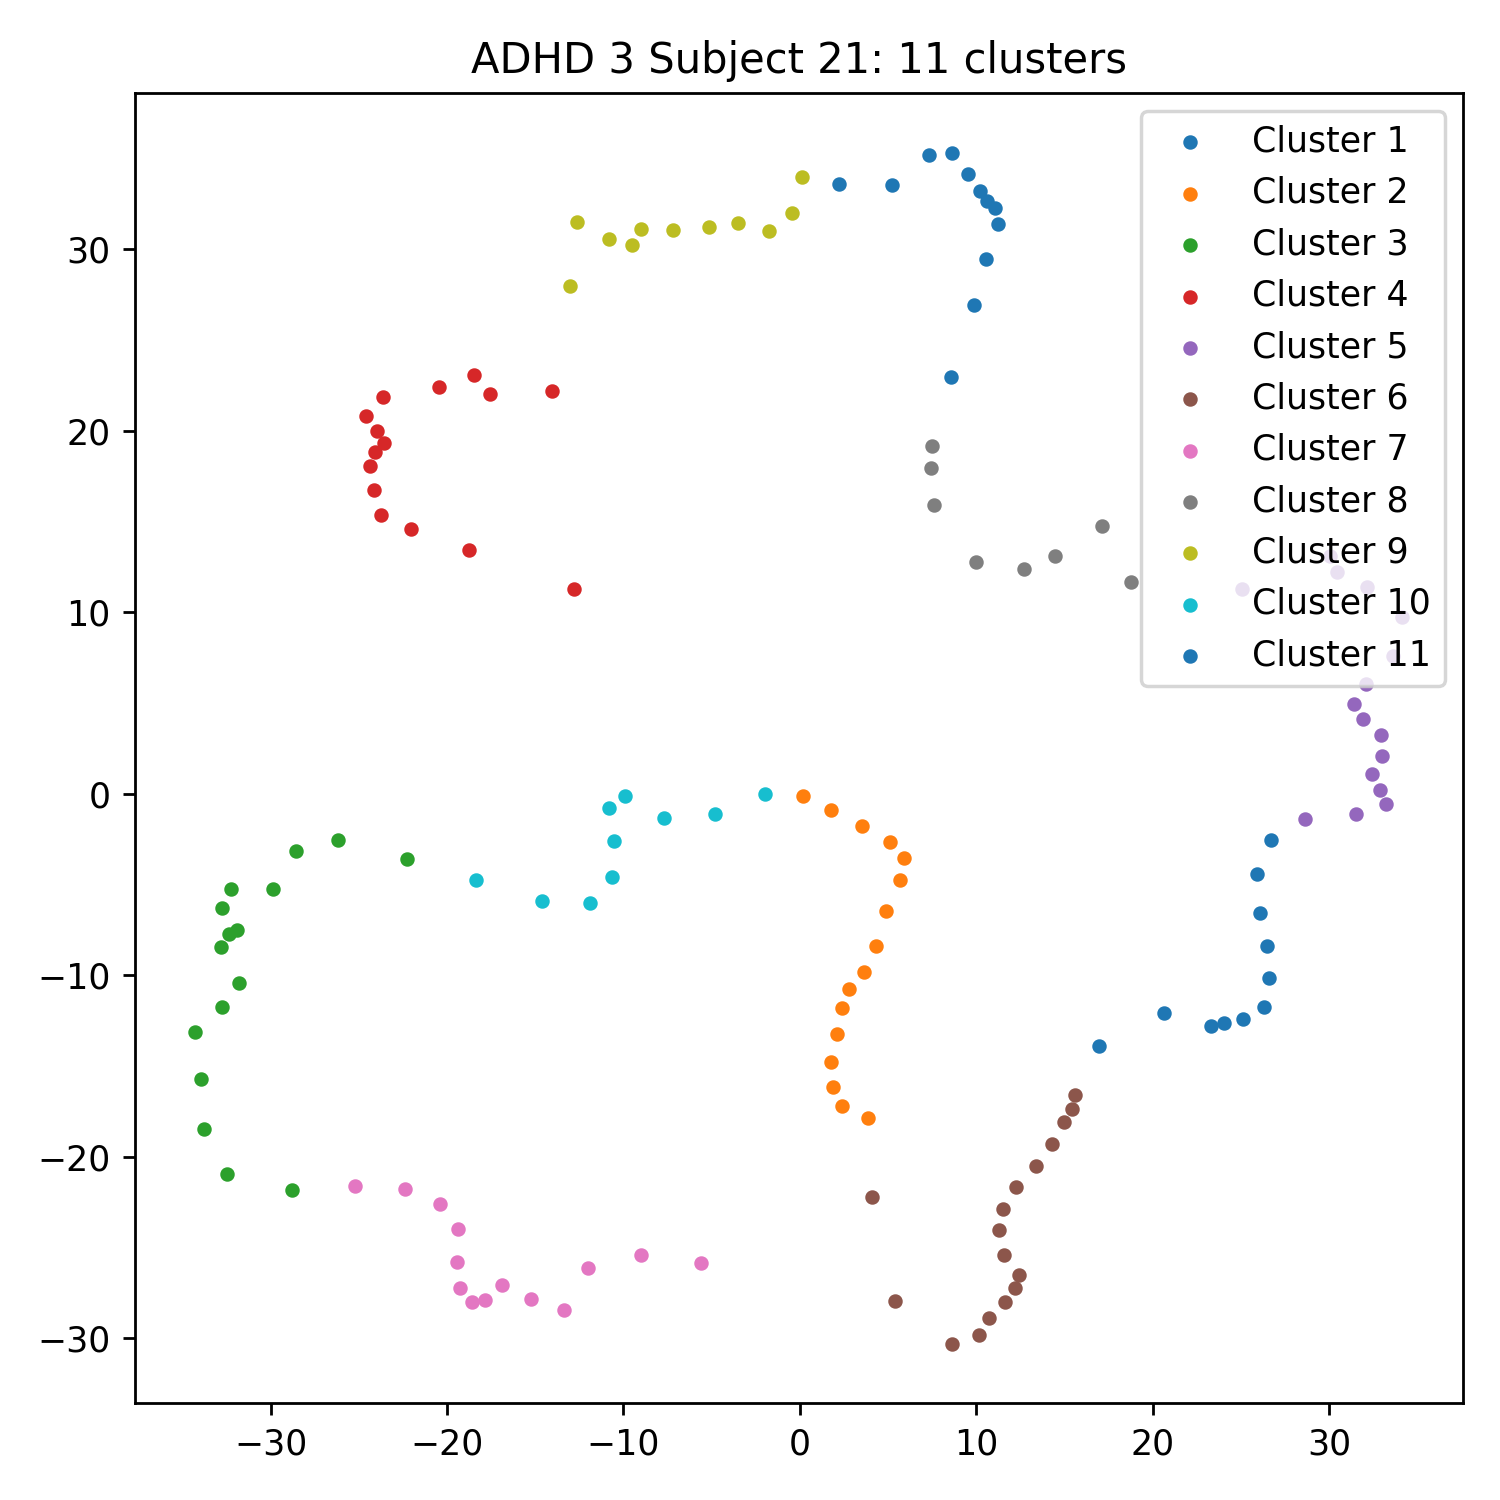 ADHD 3 Subject 21: 11 clusters
Cluster 1
Cluster 2
Cluster 3
Cluster 4
Cluster 5
Cluster 6
Cluster 7
Cluster 8
Cluster 9
Cluster 10
Cluster 11
30
20
10
0
−10
−20
−30
−30 −20 −10 0 10 20 30